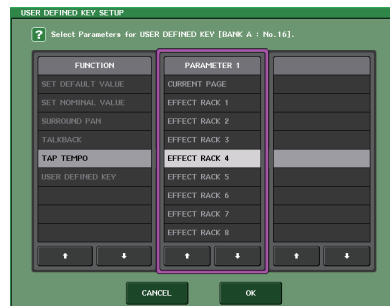 USER DEFINED KEY SETUP
? Select Parameters for USER DEFINED KEY [BANK A : No.16].
FUNCTION
SET DEFAULT VALUE
SET NOMINAL VALUE
SURROUND PAN
TALKBACK
TAP TEMPO
USER DEFINED KEY
PARAMETER 1
CURRENT PAGE
EFFECT RACK 1
EFFECT RACK 2
EFFECT RACK 3
EFFECT RACK 4
EFFECT RACK 5
EFFECT RACK 6
EFFECT RACK 7
EFFECT RACK 8
CANCEL
OK